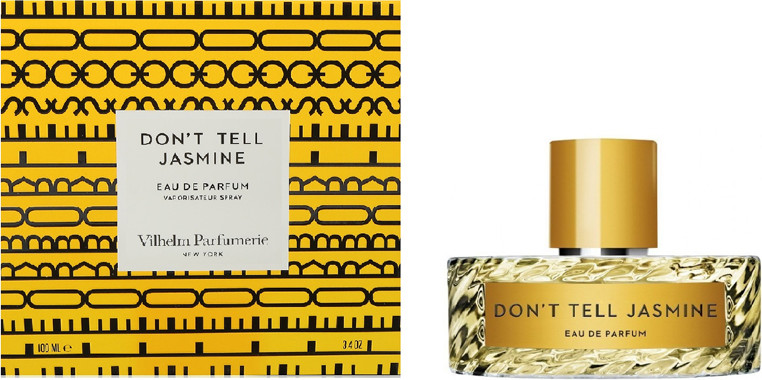 DON'T TELL
JASMINE
EAU DE PARFUM
VAPORISATEUR SPRAY
Vilhelm Parfumerie
NEW YORK
100 ML ℮
3.4 OZ.
DON'T TELL JASMINE
EAU DE PARFUM